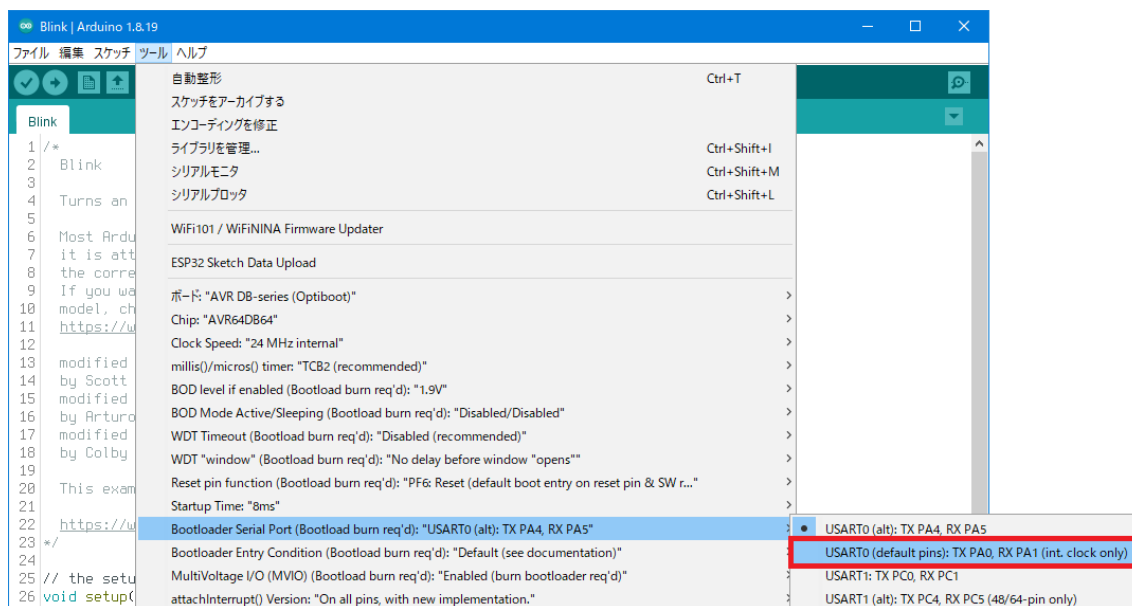 Blink | Arduino 1.8.19
ファイル 編集 スケッチ ツール ヘルプ
自動整形 Ctrl+T
スケッチをアーカイブする
エンコーディングを修正
ライブラリを管理... Ctrl+Shift+I
シリアルモニタ Ctrl+Shift+M
シリアルプロッタ Ctrl+Shift+L
WiFi101 / WiFiNINA Firmware Updater
ESP32 Sketch Data Upload
ボード: "AVR DB-series (Optiboot)"
Chip: "AVR64DB64"
Clock Speed: "24 MHz internal"
millis()/micros() timer: "TCB2 (recommended)"
BOD level if enabled (Bootload burn req'd): "1.9V"
BOD Mode Active/Sleeping (Bootload burn req'd): "Disabled/Disabled"
WDT Timeout (Bootload burn req'd): "Disabled (recommended)"
WDT "window" (Bootload burn req'd): "No delay before window "opens""
Reset pin function (Bootload burn req'd): "PF6: Reset (default boot entry on reset pin & SW r..."
Startup Time: "8ms"
Bootloader Serial Port (Bootload burn req'd): "USART0 (alt): TX PA4, RX PA5"
Bootloader Entry Condition (Bootload burn req'd): "Default (see documentation)"
MultiVoltage I/O (MVIO) (Bootload burn req'd): "Enabled (burn bootloader req'd)"
attachInterrupt() Version: "On all pins, with new implementation."
USART0 (alt): TX PA4, RX PA5
USART0 (default pins): TX PA0, RX PA1 (int. clock only)
USART1: TX PC0, RX PC1
USART1 (alt): TX PC4, RX PC5 (48/64-pin only)
Blink
1 /*
2 Blink
3
4 Turns an
5
6 Most Ardu
7 it is att
8 the corre
9 If you wa
10 model, ch
11 https://w
12
13 modified
14 by Scott
15 modified
16 by Arturo
17 modified
18 by Colby
19
20 This exam
21
22 https://w
23 */
24
25 // the setu
26 void setup(